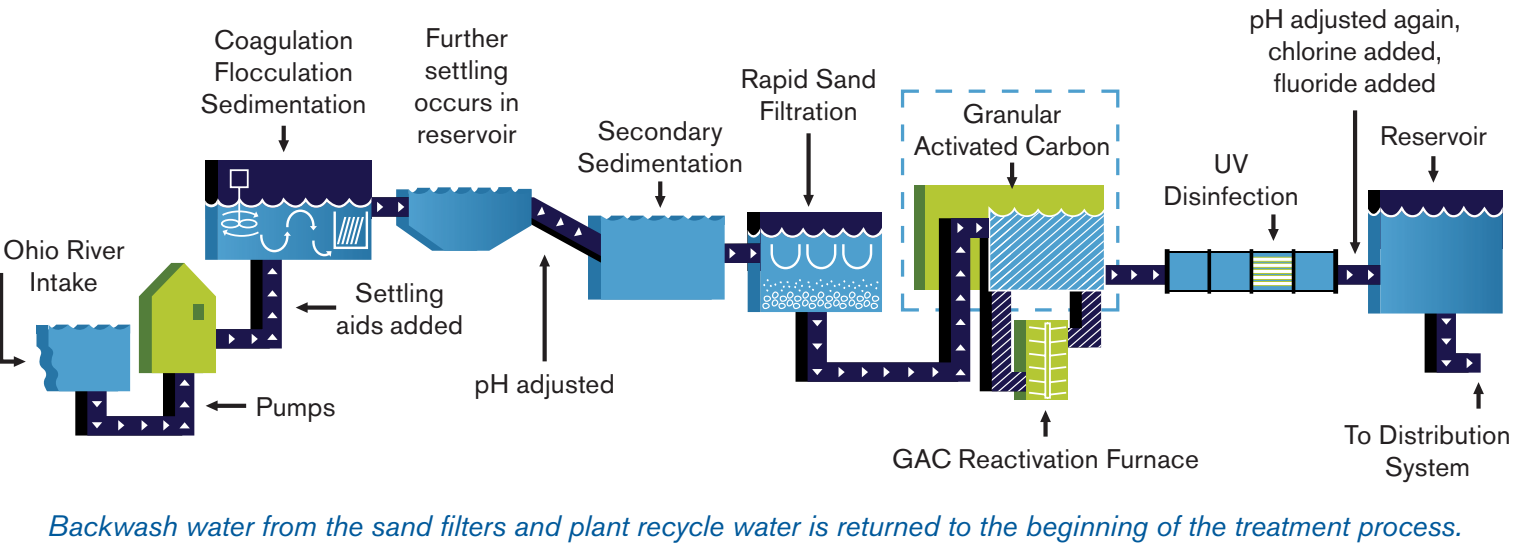 Ohio River
Intake
Pumps
Settling
aids added
Coagulation
Flocculation
Sedimentation
Further
settling
occurs in
reservoir
pH adjusted
Secondary
Sedimentation
Rapid Sand
Filtration
Granular
Activated Carbon
GAC Reactivation Furnace
UV
Disinfection
pH adjusted again,
chlorine added,
fluoride added
Reservoir
To Distribution
System
Backwash water from the sand filters and plant recycle water is returned to the beginning of the treatment process.